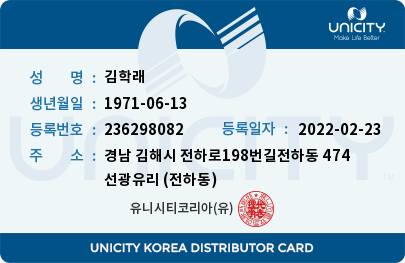 UNICITY
Make Life Better
성 명 : 김학래
생년월일 : 1971-06-13
등록번호 : 236298082 등록일자 : 2022-02-23
주 소 : 경남 김해시 전하로198번길전하동 474
선광유리 (전하동)
유니시티코리아(유)
UNICITY
UNICITY KOREA DISTRIBUTOR CARD